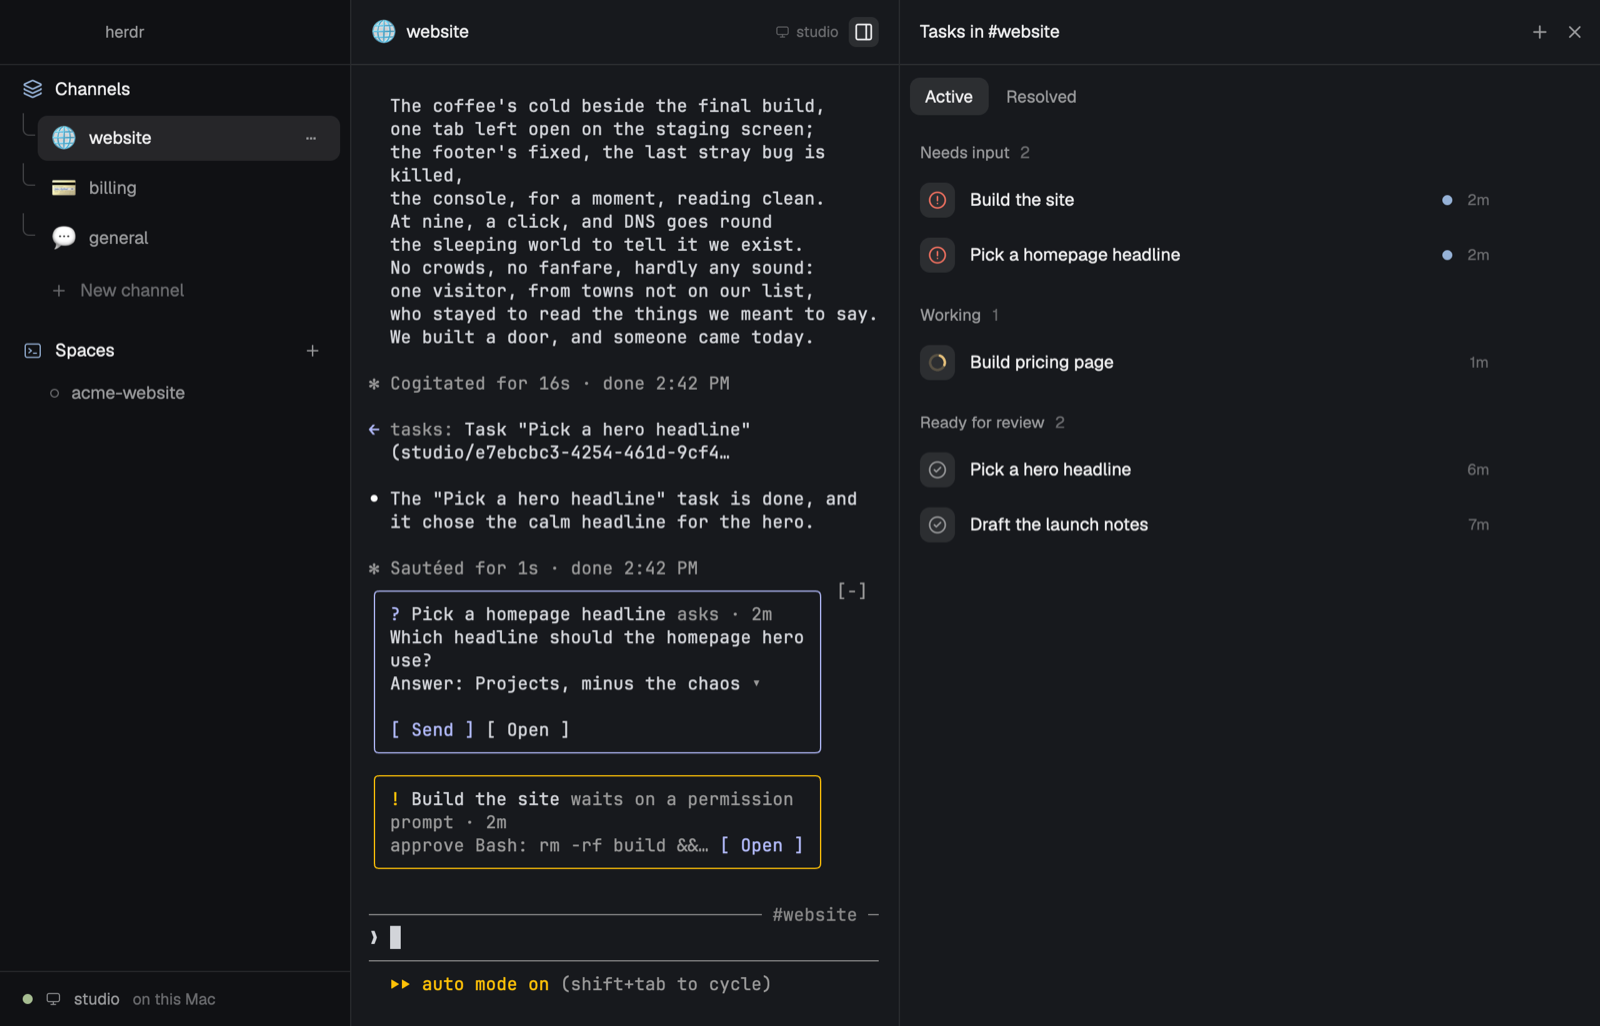 herdr
Channels
website
billing
general
+ New channel
Spaces +
acme-website
studio on this Mac
website
studio
The coffee's cold beside the final build,
one tab left open on the staging screen;
the footer's fixed, the last stray bug is
killed,
the console, for a moment, reading clean.
At nine, a click, and DNS goes round
the sleeping world to tell it we exist.
No crowds, no fanfare, hardly any sound:
one visitor, from towns not on our list,
who stayed to read the things we meant to say.
We built a door, and someone came today.
✻ Cogitated for 16s · done 2:42 PM
← tasks: Task "Pick a hero headline"
(studio/e7ebcbc3-4254-461d-9cf4…
● The "Pick a hero headline" task is done, and
it chose the calm headline for the hero.
✻ Sautéed for 1s · done 2:42 PM
[-]
? Pick a homepage headline asks · 2m
Which headline should the homepage hero
use?
Answer: Projects, minus the chaos ▾
[ Send ] [ Open ]
! Build the site waits on a permission
prompt · 2m
approve Bash: rm -rf build &&… [ Open ]
#website
❯
▸▸ auto mode on (shift+tab to cycle)
Tasks in #website
Active Resolved
Needs input 2
Build the site 2m
Pick a homepage headline 2m
Working 1
Build pricing page 1m
Ready for review 2
Pick a hero headline 6m
Draft the launch notes 7m